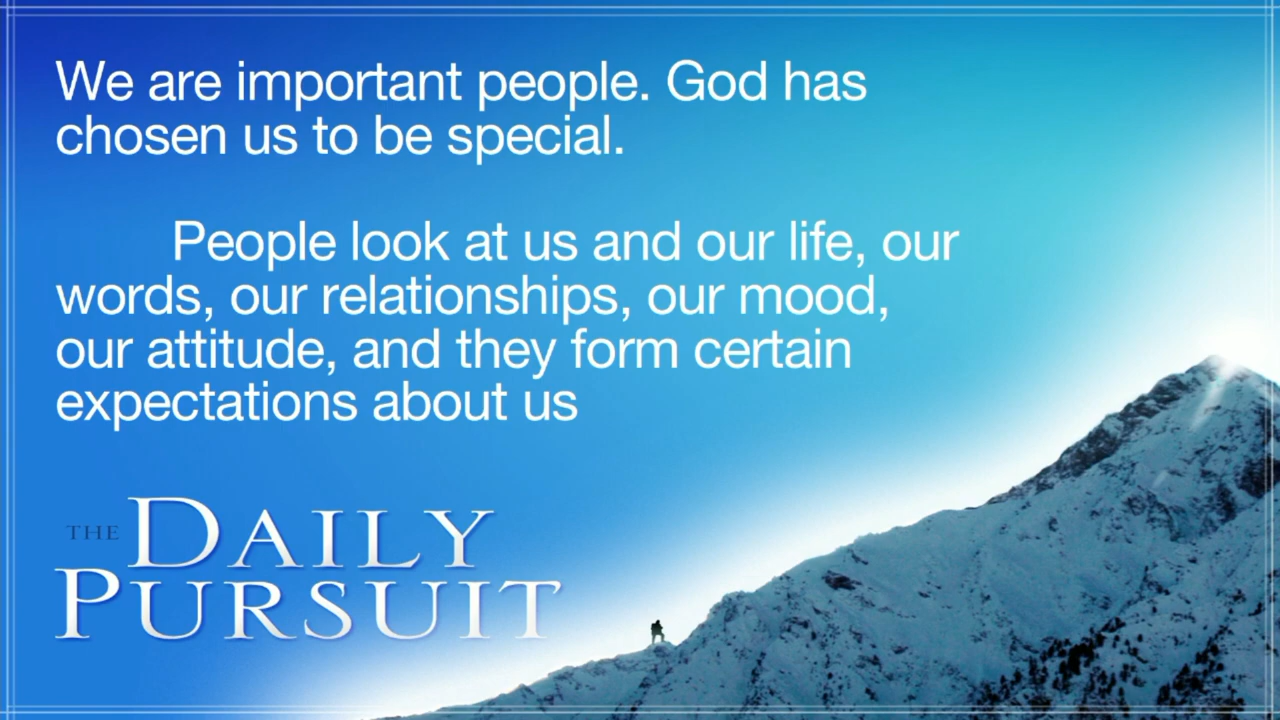 We are important people. God has
chosen us to be special.
People look at us and our life, our
words, our relationships, our mood,
our attitude, and they form certain
expectations about us
THE DAILY
PURSUIT